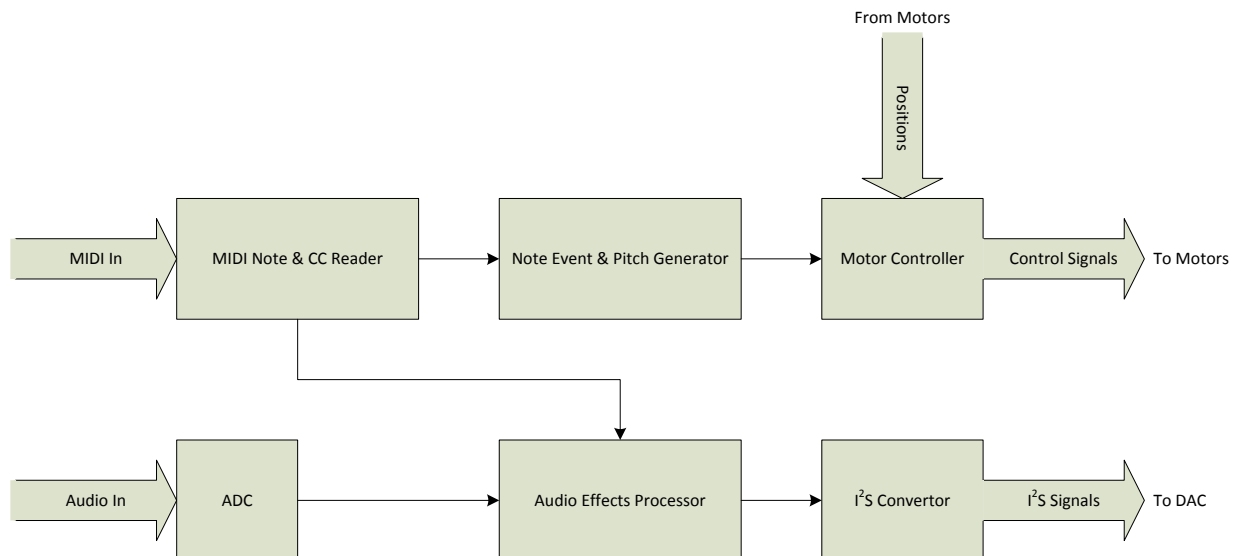 From Motors
Positions
MIDI In
MIDI Note & CC Reader
Note Event & Pitch Generator
Motor Controller
Control Signals
To Motors
Audio In
ADC
Audio Effects Processor
I²S Convertor
I²S Signals
To DAC